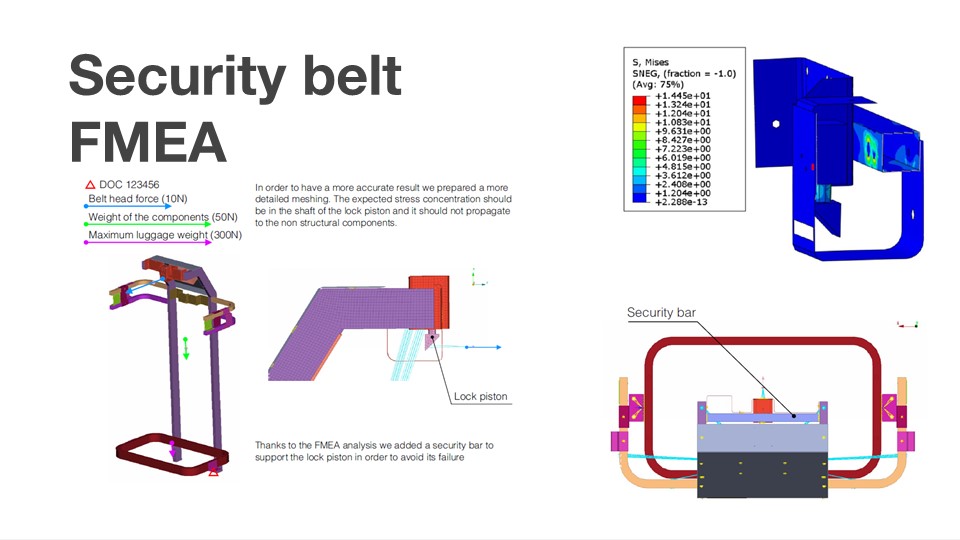 Security belt
FMEA
DOC 123456
Belt head force (10N)
Weight of the components (50N)
Maximum luggage weight (300N)
In order to have a more accurate result we prepared a more
detailed meshing. The expected stress concentration should
be in the shaft of the lock piston and it should not propagate
to the non structural components.
Lock piston
Thanks to the FMEA analysis we added a security bar to
support the lock piston in order to avoid its failure
S, Mises
SNEG, (fraction = -1.0)
(Avg: 75%)
+1.445e+01
+1.324e+01
+1.204e+01
+1.083e+01
+9.631e+00
+8.427e+00
+7.223e+00
+6.019e+00
+4.815e+00
+3.612e+00
+2.408e+00
+1.204e+00
+2.288e-13
Security bar